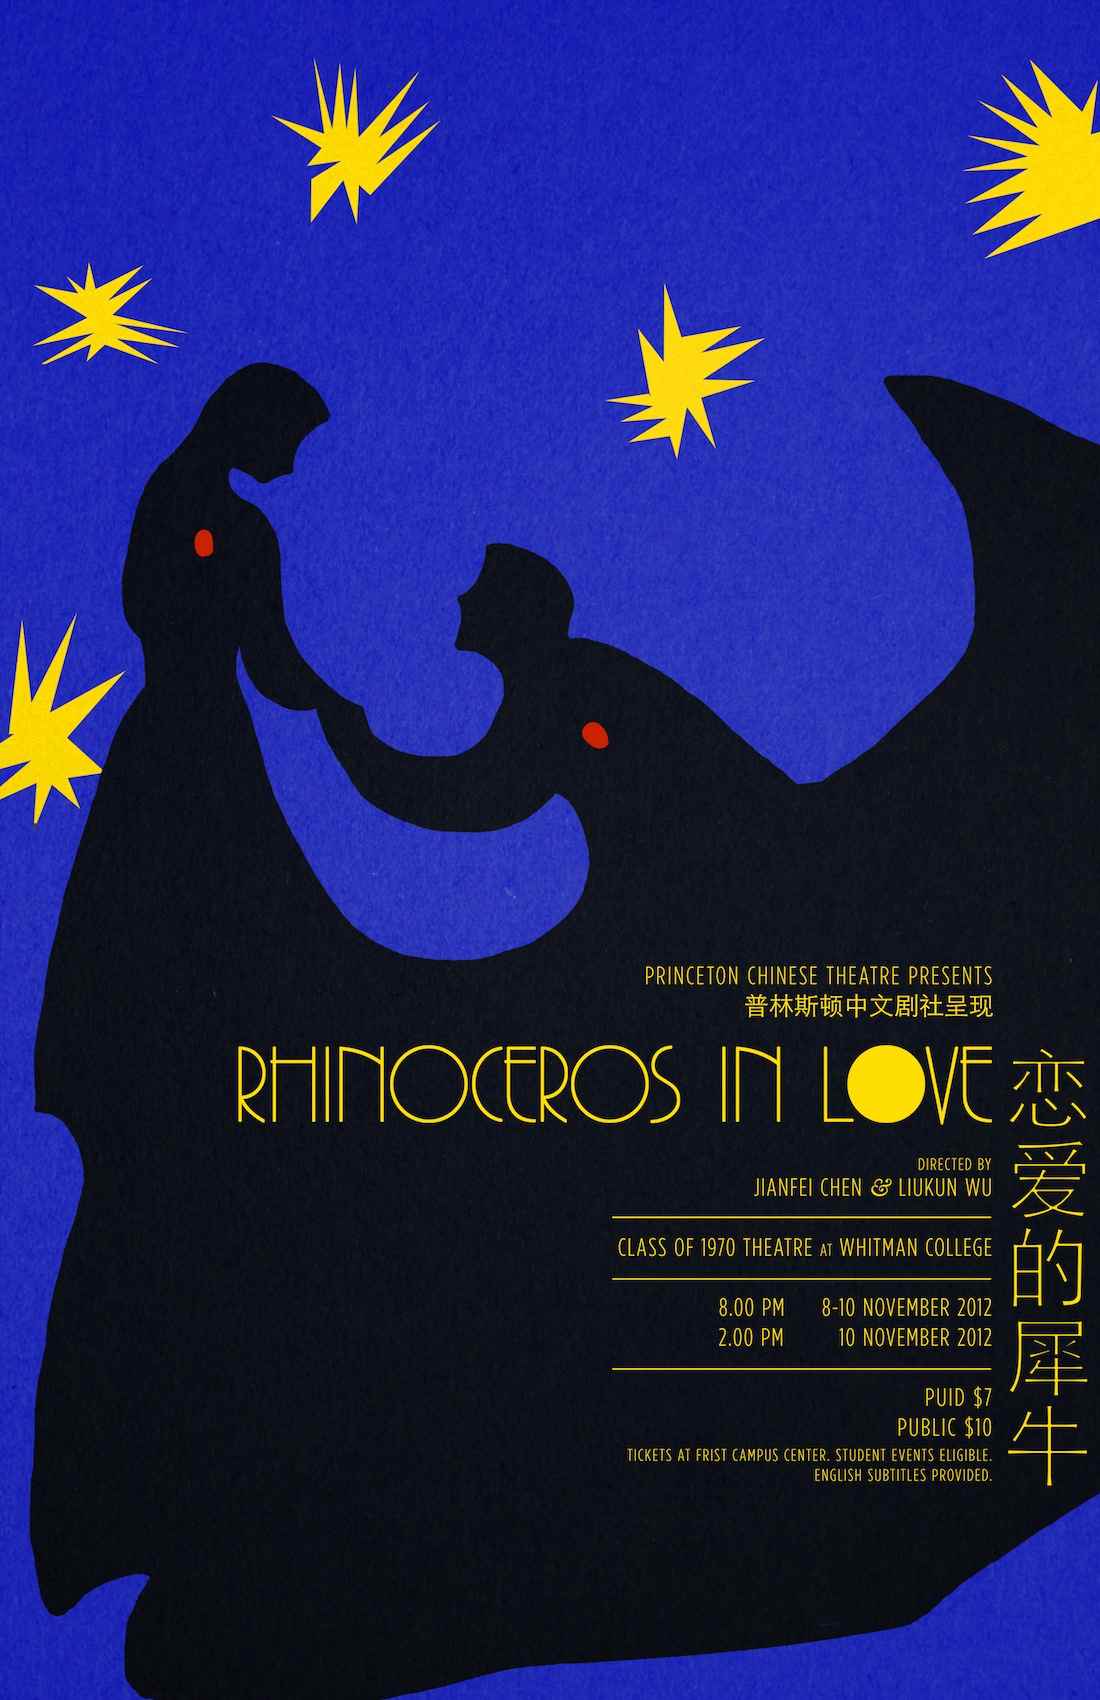 PRINCETON CHINESE THEATRE PRESENTS
普林斯顿中文剧社呈现
RHINOCEROS IN LOVE
恋爱的犀牛
DIRECTED BY
JIANFEI CHEN & LIUKUN WU
CLASS OF 1970 THEATRE AT WHITMAN COLLEGE
8.00 PM 8-10 NOVEMBER 2012
2.00 PM 10 NOVEMBER 2012
PUID $7
PUBLIC $10
TICKETS AT FRIST CAMPUS CENTER. STUDENT EVENTS ELIGIBLE.
ENGLISH SUBTITLES PROVIDED.